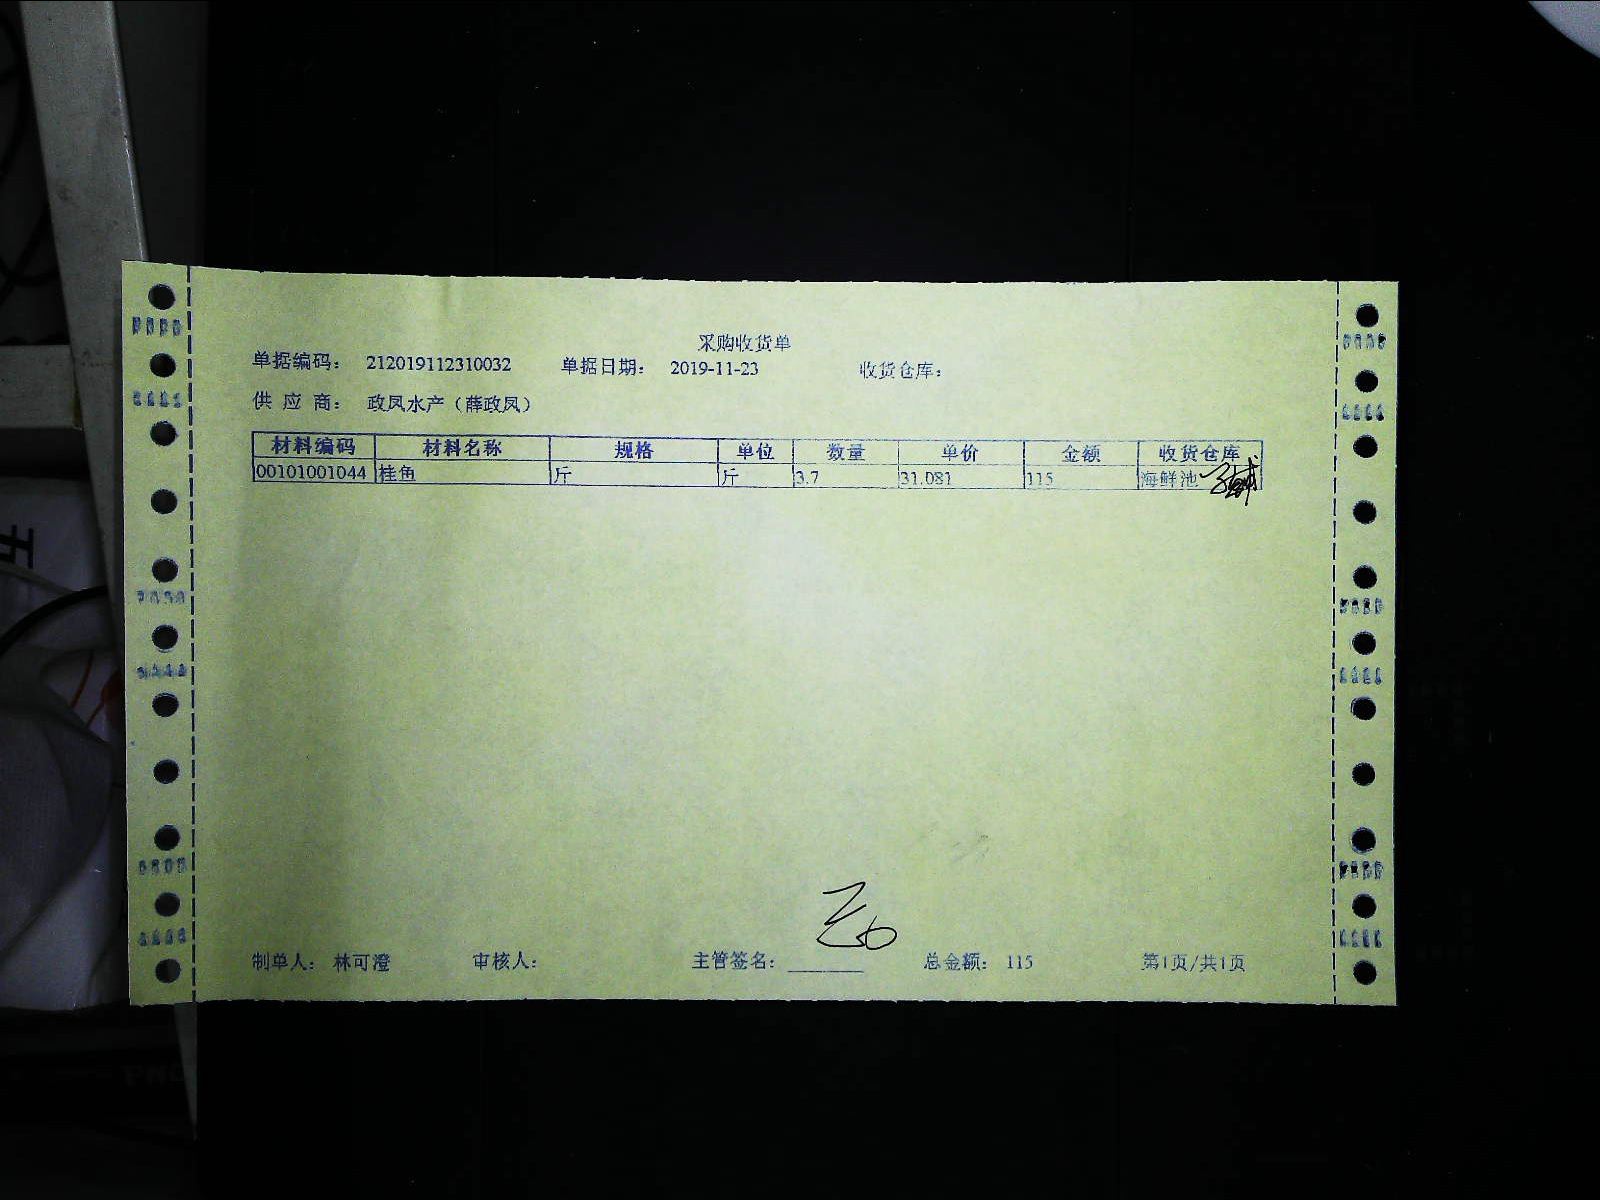 采购收货单
单据编码： 212019112310032 单据日期： 2019-11-23 收货仓库：
供 应 商： 政凤水产（薛政凤）
材料编码 材料名称 规格 单位 数量 单价 金额 收货仓库
00101001044 桂鱼 斤 斤 3.7 31.081 115 海鲜池
制单人： 林可澄 审核人： 主管签名： 总金额： 115 第1页/共1页